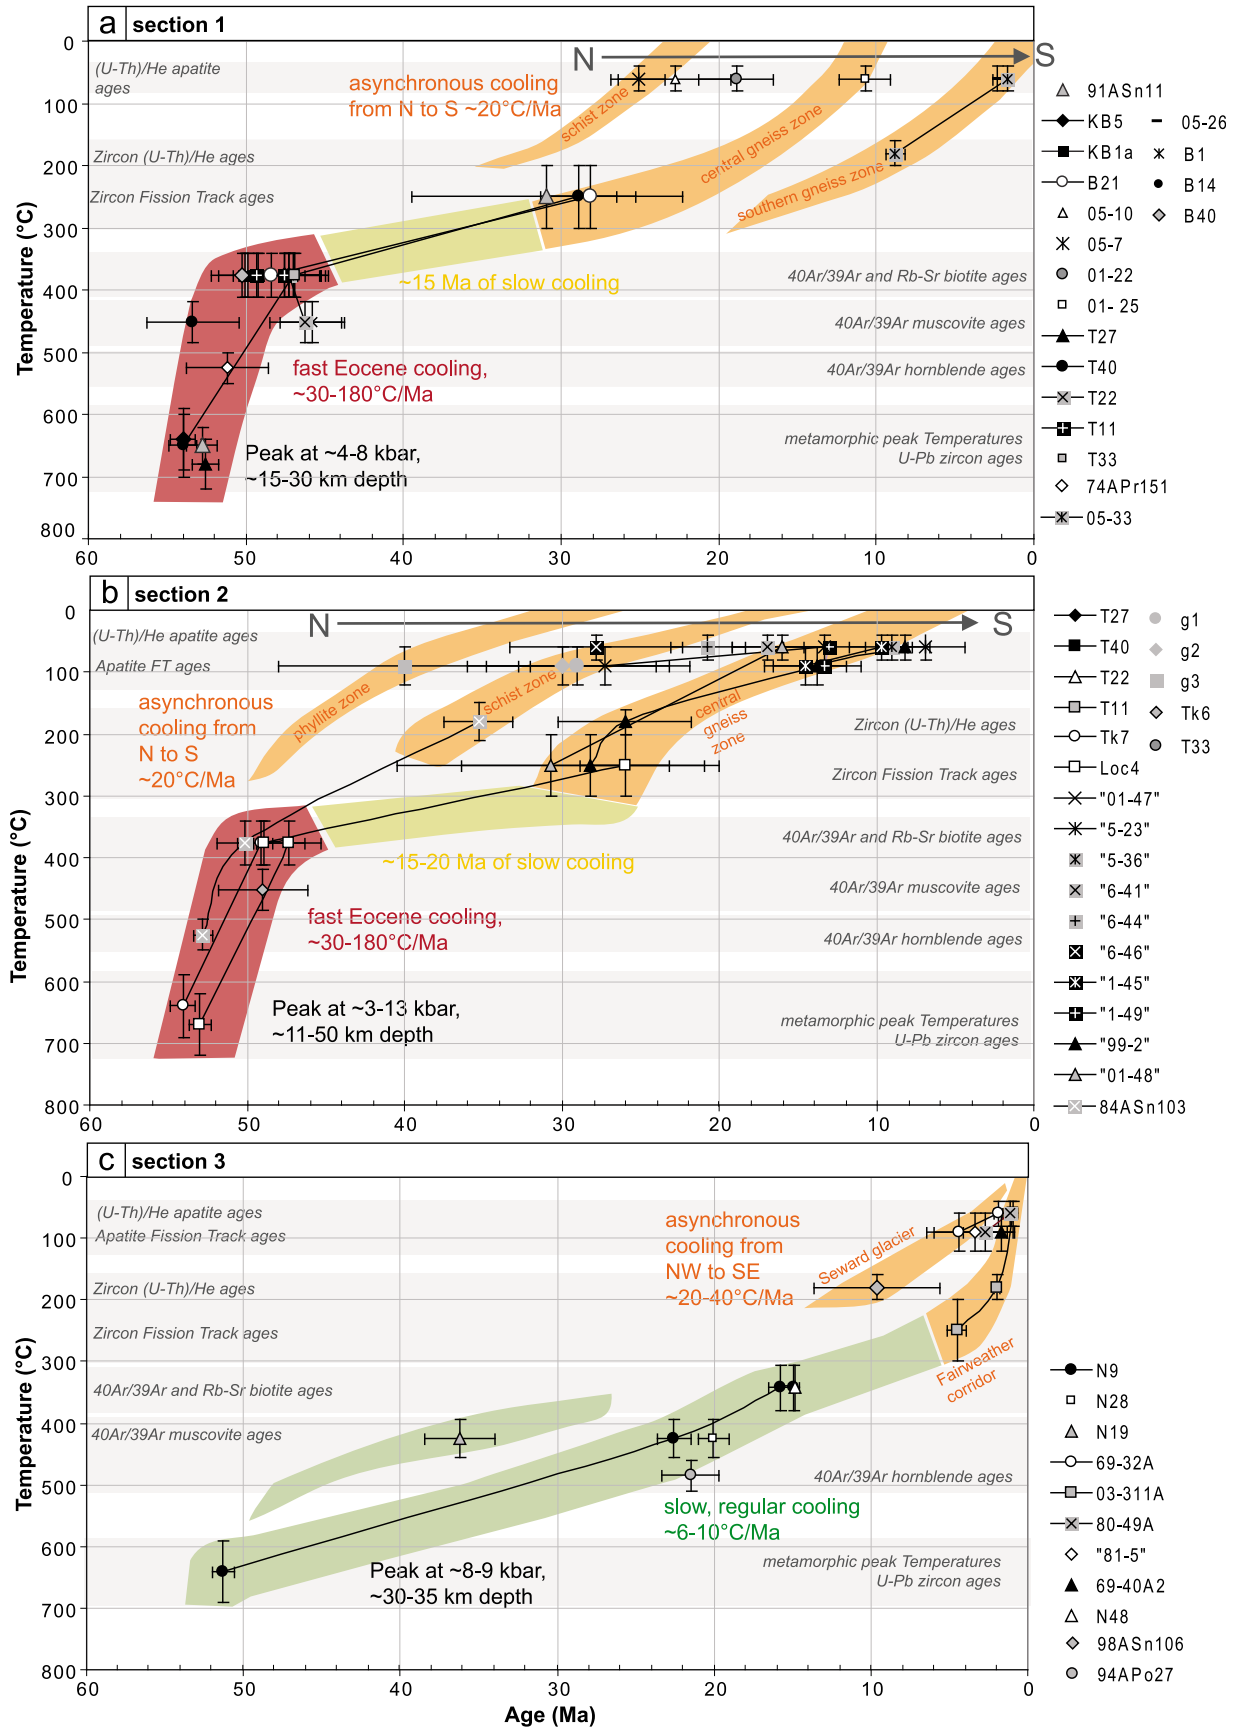 a section 1
0
N
S
(U-Th)/He apatite
ages
asynchronous cooling
from N to S ~20°C/Ma
schist zone
central gneiss zone
southern gneiss zone
100
Zircon (U-Th)/He ages
200
Zircon Fission Track ages
300
~15 Ma of slow cooling
40Ar/39Ar and Rb-Sr biotite ages
400
40Ar/39Ar muscovite ages
500
fast Eocene cooling,
~30-180°C/Ma
40Ar/39Ar hornblende ages
600
Peak at ~4-8 kbar,
~15-30 km depth
metamorphic peak Temperatures
U-Pb zircon ages
700
800
Temperature (°C)
60 50 40 30 20 10 0
91ASn11
KB5
05-26
KB1a
B1
B21
B14
05-10
B40
05-7
01-22
01- 25
T27
T40
T22
T11
T33
74APr151
05-33
b section 2
0
N
S
(U-Th)/He apatite ages
Apatite FT ages
100
asynchronous
cooling from
N to S
~20°C/Ma
phyllite zone
schist zone
central
gneiss
zone
Zircon (U-Th)/He ages
200
Zircon Fission Track ages
300
40Ar/39Ar and Rb-Sr biotite ages
~15-20 Ma of slow cooling
400
40Ar/39Ar muscovite ages
500
fast Eocene cooling,
~30-180°C/Ma
40Ar/39Ar hornblende ages
600
Peak at ~3-13 kbar,
~11-50 km depth
metamorphic peak Temperatures
U-Pb zircon ages
700
800
Temperature (°C)
60 50 40 30 20 10 0
T27
g1
T40
g2
T22
g3
T11
Tk6
Tk7
T33
Loc4
"01-47"
"5-23"
"5-36"
"6-41"
"6-44"
"6-46"
"1-45"
"1-49"
"99-2"
"01-48"
84ASn103
c section 3
0
(U-Th)/He apatite ages
Apatite Fission Track ages
100
asynchronous
cooling from
NW to SE
~20-40°C/Ma
Seward glacier
Zircon (U-Th)/He ages
200
Zircon Fission Track ages
300
Fairweather
corridor
40Ar/39Ar and Rb-Sr biotite ages
400
40Ar/39Ar muscovite ages
40Ar/39Ar hornblende ages
500
slow, regular cooling
~6-10°C/Ma
600
Peak at ~8-9 kbar,
~30-35 km depth
metamorphic peak Temperatures
U-Pb zircon ages
700
800
Temperature (°C)
60 50 40 30 20 10 0
Age (Ma)
N9
N28
N19
69-32A
03-311A
80-49A
"81-5"
69-40A2
N48
98ASn106
94APo27